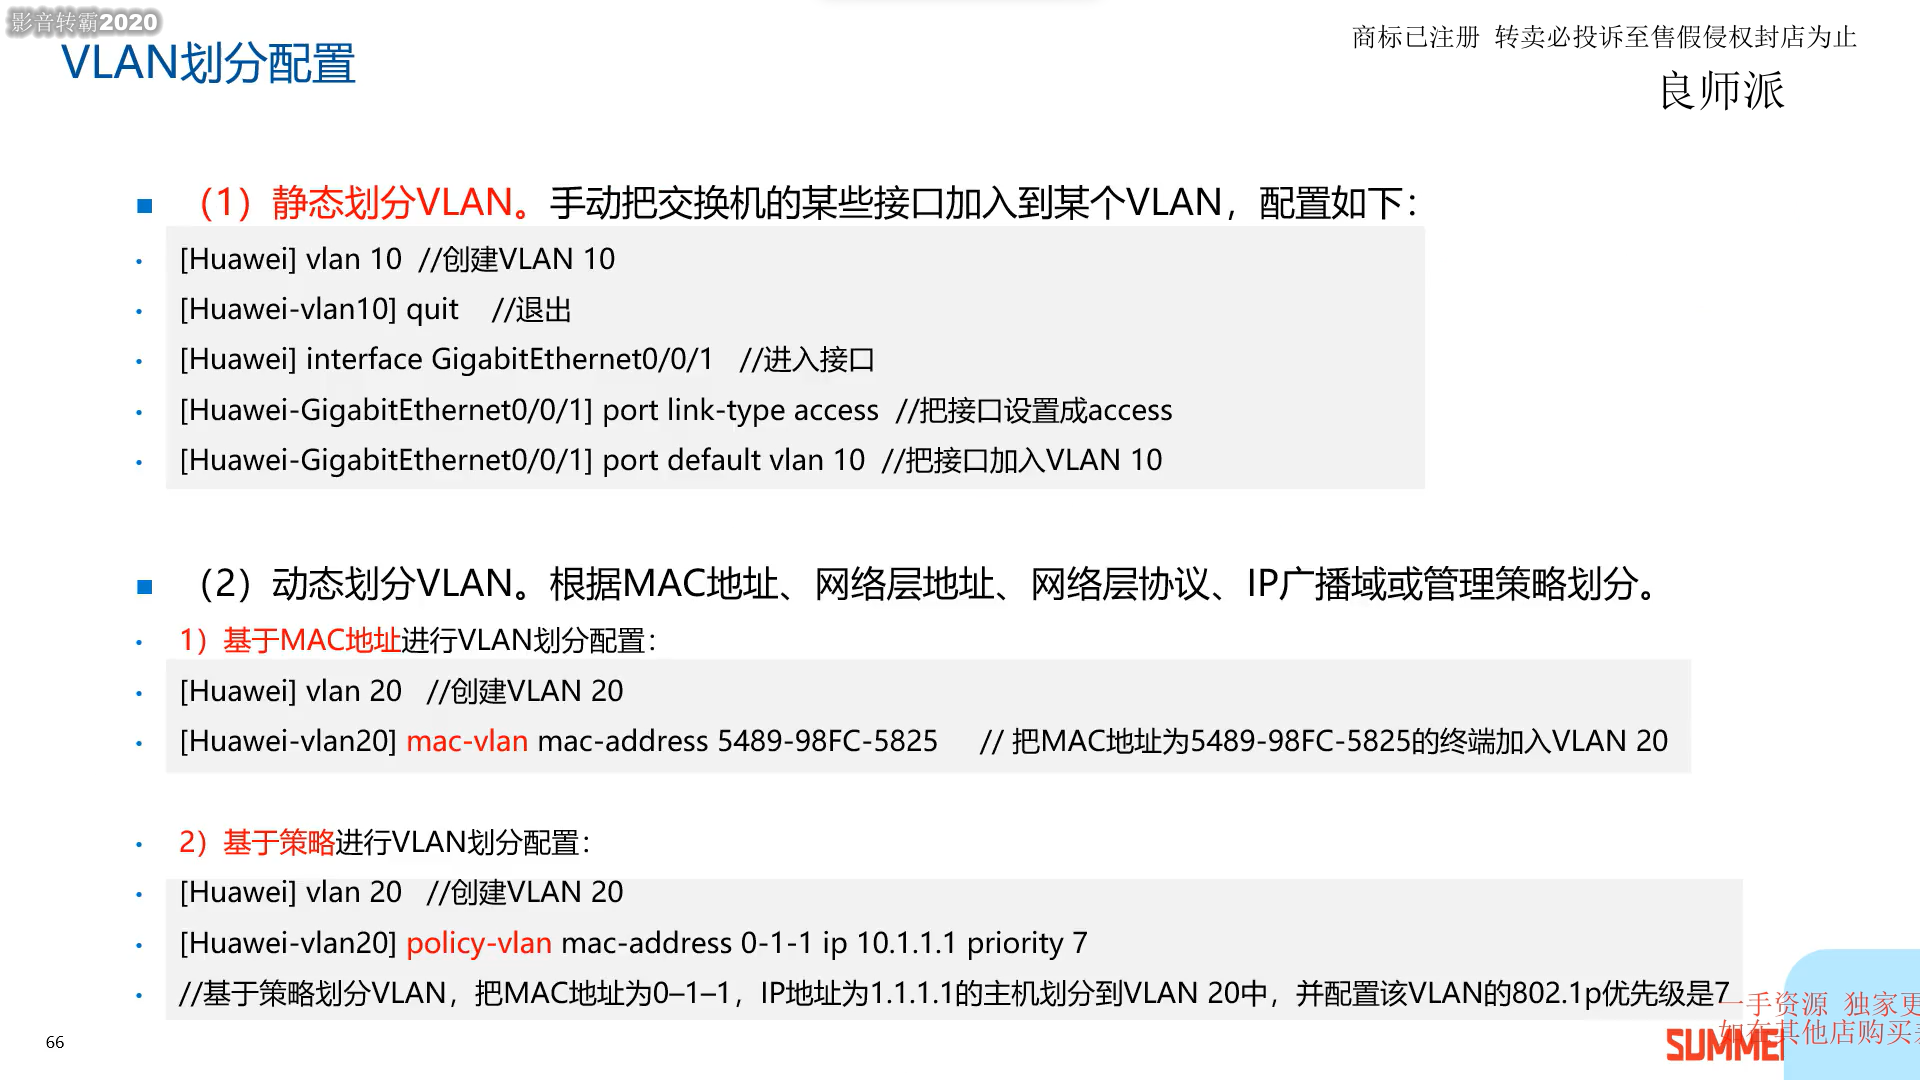 影音转霸2020
VLAN划分配置
商标已注册 转卖必投诉至售假侵权封店为止
良师派
（1）静态划分VLAN。手动把交换机的某些接口加入到某个VLAN，配置如下：
[Huawei] vlan 10 //创建VLAN 10
[Huawei-vlan10] quit //退出
[Huawei] interface GigabitEthernet0/0/1 //进入接口
[Huawei-GigabitEthernet0/0/1] port link-type access //把接口设置成access
[Huawei-GigabitEthernet0/0/1] port default vlan 10 //把接口加入VLAN 10
（2）动态划分VLAN。根据MAC地址、网络层地址、网络层协议、IP广播域或管理策略划分。
1）基于MAC地址进行VLAN划分配置：
[Huawei] vlan 20 //创建VLAN 20
[Huawei-vlan20] mac-vlan mac-address 5489-98FC-5825 // 把MAC地址为5489-98FC-5825的终端加入VLAN 20
2）基于策略进行VLAN划分配置：
[Huawei] vlan 20 //创建VLAN 20
[Huawei-vlan20] policy-vlan mac-address 0-1-1 ip 10.1.1.1 priority 7
//基于策略划分VLAN，把MAC地址为0–1–1，IP地址为1.1.1.1的主机划分到VLAN 20中，并配置该VLAN的802.1p优先级是7
一手资源 独家更
如在其他店购买
SUMME
66